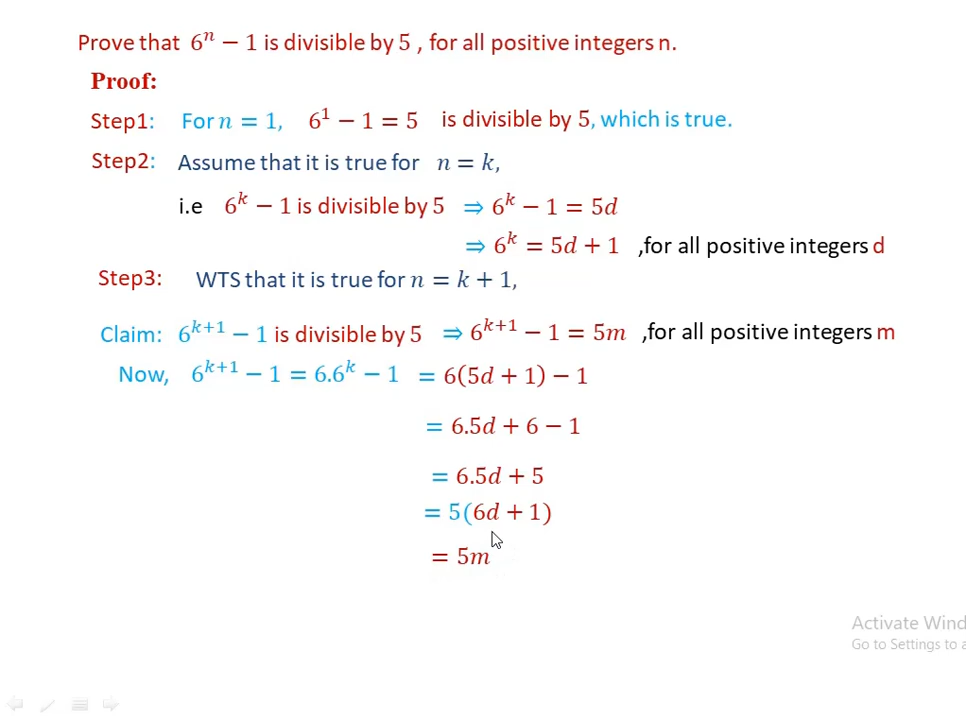 Prove that 6ⁿ − 1 is divisible by 5 , for all positive integers n.
Proof:
Step1: For n = 1, 6¹ − 1 = 5 is divisible by 5, which is true.
Step2: Assume that it is true for n = k,
i.e 6ᵏ − 1 is divisible by 5 ⇒ 6ᵏ − 1 = 5d
⇒ 6ᵏ = 5d + 1 ,for all positive integers d
Step3: WTS that it is true for n = k + 1,
Claim: 6ᵏ⁺¹ − 1 is divisible by 5 ⇒ 6ᵏ⁺¹ − 1 = 5m ,for all positive integers m
Now, 6ᵏ⁺¹ − 1 = 6.6ᵏ − 1 = 6(5d + 1) − 1
= 6.5d + 6 − 1
= 6.5d + 5
= 5(6d + 1)
= 5m
Activate Wind
Go to Settings to a